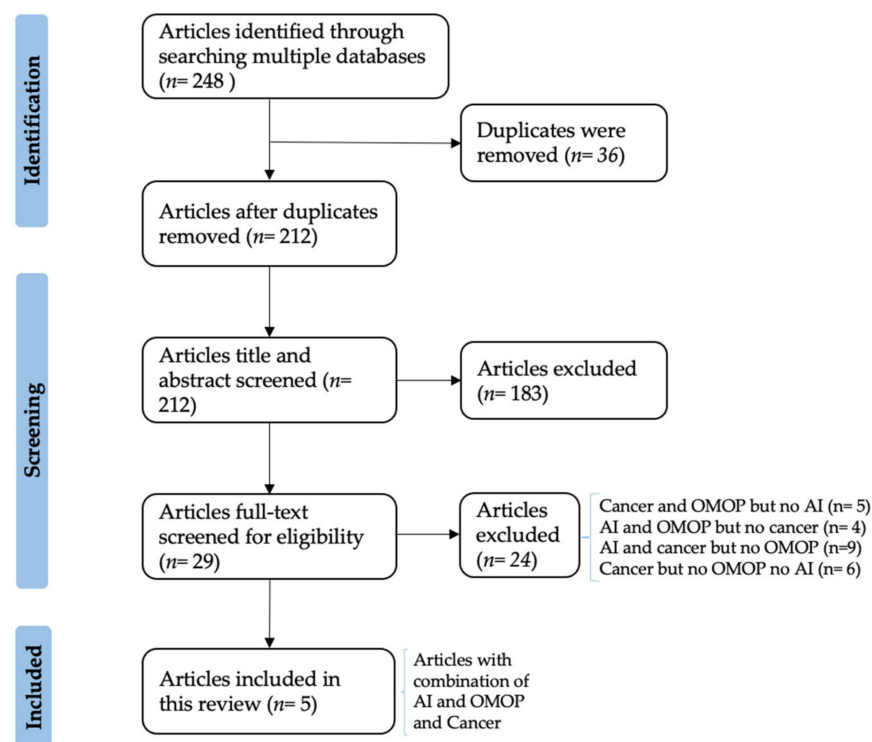 Identification
Articles identified through
searching multiple databases
(n= 248 )
Duplicates were
removed (n= 36)
Articles after duplicates
removed (n= 212)
Screening
Articles title and
abstract screened (n=
212)
Articles excluded
(n= 183)
Articles full-text
screened for eligibility
(n= 29)
Articles
excluded
(n= 24)
Cancer and OMOP but no AI (n= 5)
AI and OMOP but no cancer (n= 4)
AI and cancer but no OMOP (n=9)
Cancer but no OMOP no AI (n= 6)
Included
Articles included in
this review (n= 5)
Articles with
combination of
AI and OMOP
and Cancer